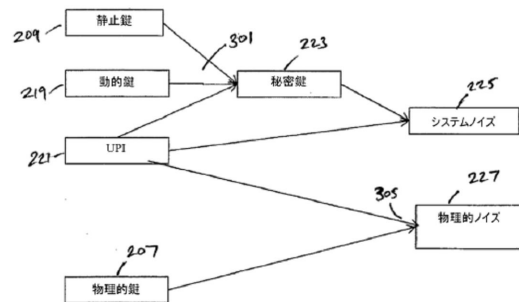 静止鍵
209
301
223
動的鍵
秘密鍵
219
225
システムノイズ
UPI
221
227
305
物理的ノイズ
207
物理的鍵